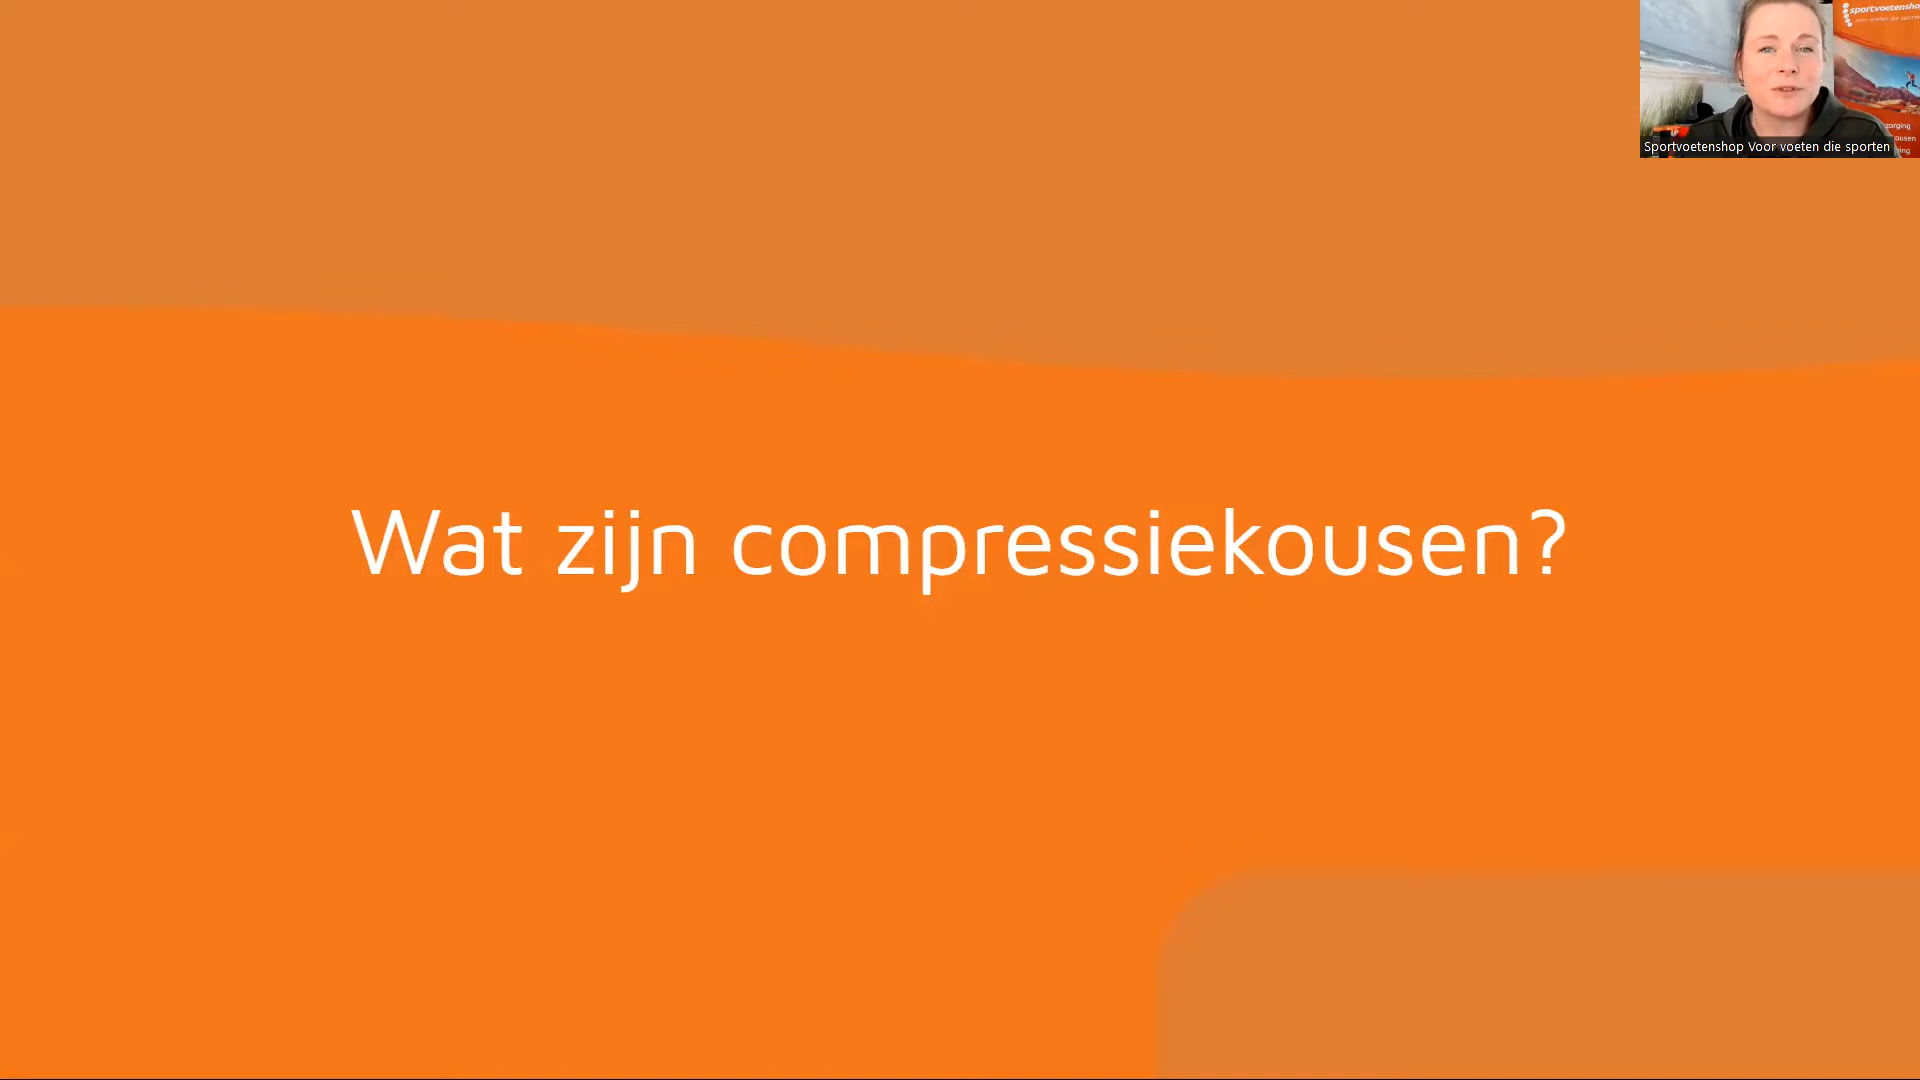 sportvoetensho
Wat zijn compressiekousen?
Sportvoetenshop Voor voeten die sporten